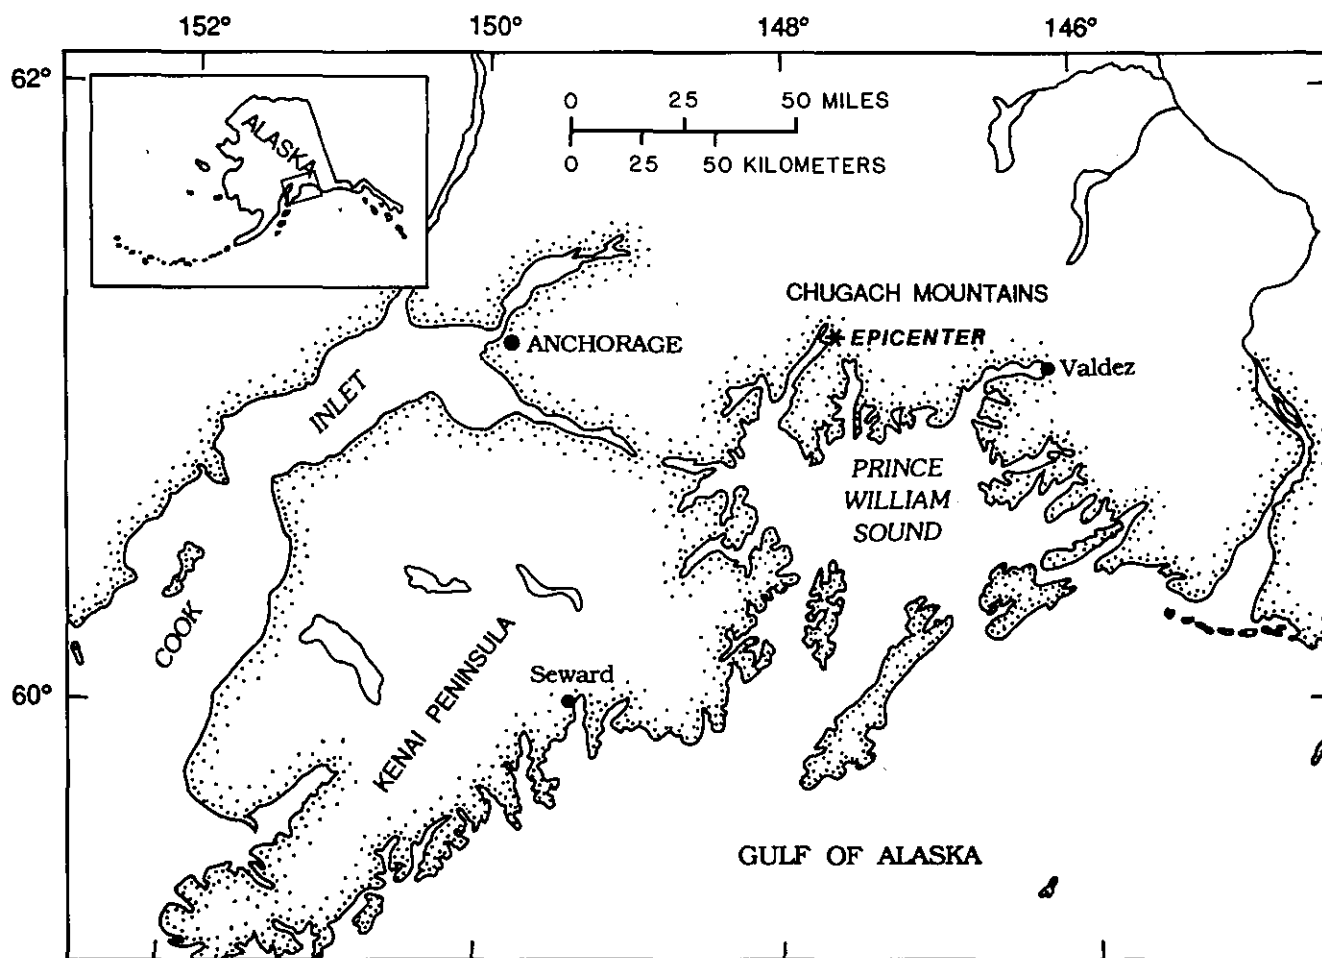 152° 150° 148° 146°
62°
0 25 50 MILES
0 25 50 KILOMETERS
ALASKA
CHUGACH MOUNTAINS
EPICENTER
ANCHORAGE
Valdez
INLET
PRINCE
WILLIAM
SOUND
COOK
KENAI PENINSULA
Seward
60°
GULF OF ALASKA